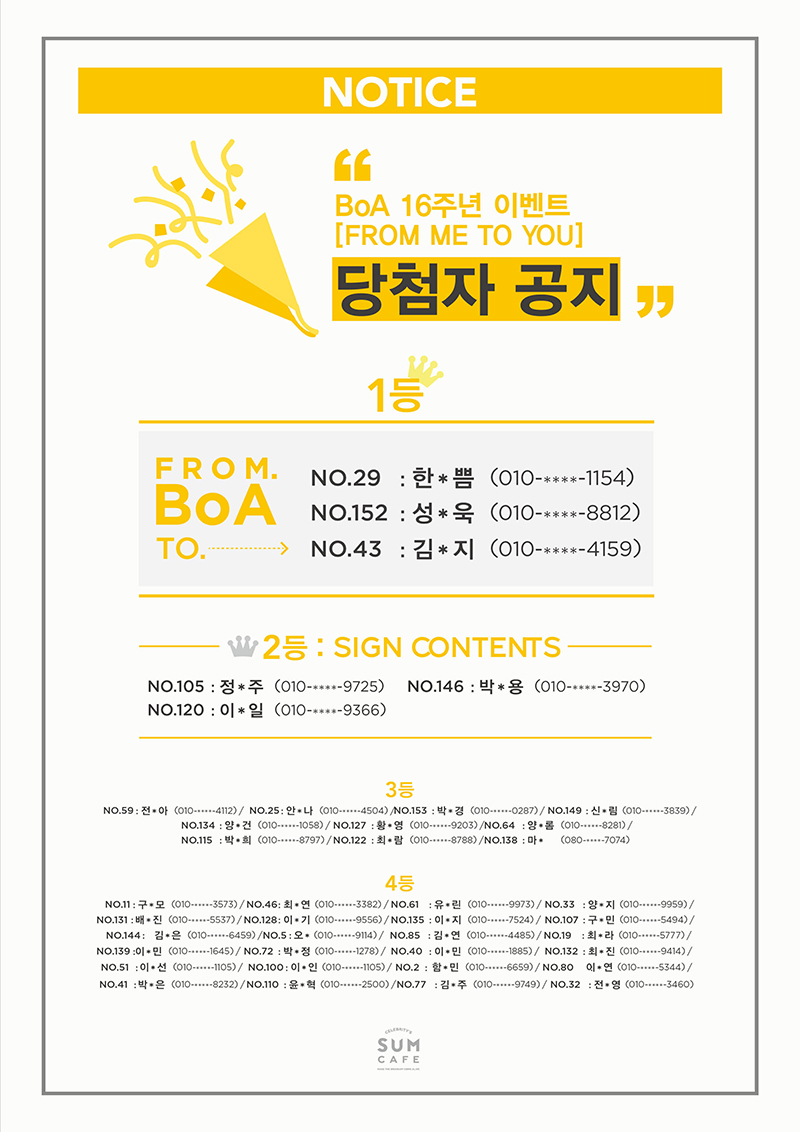 NOTICE
“
BoA 16주년 이벤트
[FROM ME TO YOU]
당첨자 공지 ”
1등
FROM.
BoA
TO.
NO.29 : 한*쁨 (010-****-1154)
NO.152 : 성*욱 (010-****-8812)
NO.43 : 김*지 (010-****-4159)
2등 : SIGN CONTENTS
NO.105 : 정*주 (010-****-9725) NO.146 : 박*용 (010-****-3970)
NO.120 : 이*일 (010-****-9366)
3등
NO.59 : 전*아 (010-****-4112) / NO.25 : 안*나 (010-****-4504) /NO.153 : 박*경 (010-****-0287) / NO.149 : 신*림 (010-****-3839) /
NO.134 : 양*건 (010-****-1058) / NO.127 : 황*영 (010-****-9203) /NO.64 : 양*롬 (010-****-8281) /
NO.115 : 박*희 (010-****-8797) /NO.122 : 최*람 (010-****-8788) /NO.138 : 마* (080-****-7074)
4등
NO.11 : 구*모 (010-****-3573) /NO.46: 최*연 (010-****-3382) /NO.61 : 유*린 (010-****-9973) / NO.33 : 양*지 (010-****-9959) /
NO.131 : 배*진 (010-****-5537) /NO.128: 이*기 (010-****-9556) /NO.135 : 이*지 (010-****-7524) / NO.107 : 구*민 (010-****-5494) /
NO.144 : 김*은 (010-****-6459) /NO.5 : 오* (010-****-9114) / NO.85 : 김*연 (010-****-4485) /NO.19 : 최*라 (010-****-5777) /
NO.139 :이*민 (010-****-1645) /NO.72 : 박*정 (010-****-1278) / NO.40 : 이*민 (010-****-1885) / NO.132 : 최*진 (010-****-9414) /
NO.51 : 이*선 (010-****-1105) / NO.100 : 이*인 (010-****-1105) / NO.2 : 함*민 (010-****-6659) /NO.80 이*연 (010-****-5344) /
NO.41 : 박*은 (010-****-8232) /NO.110 : 윤*혁 (010-****-2500) /NO.77 : 김*주 (010-****-9749) / NO.32 : 전*영 (010-****-3460)
CELEBRITY'S
SUM
CAFE